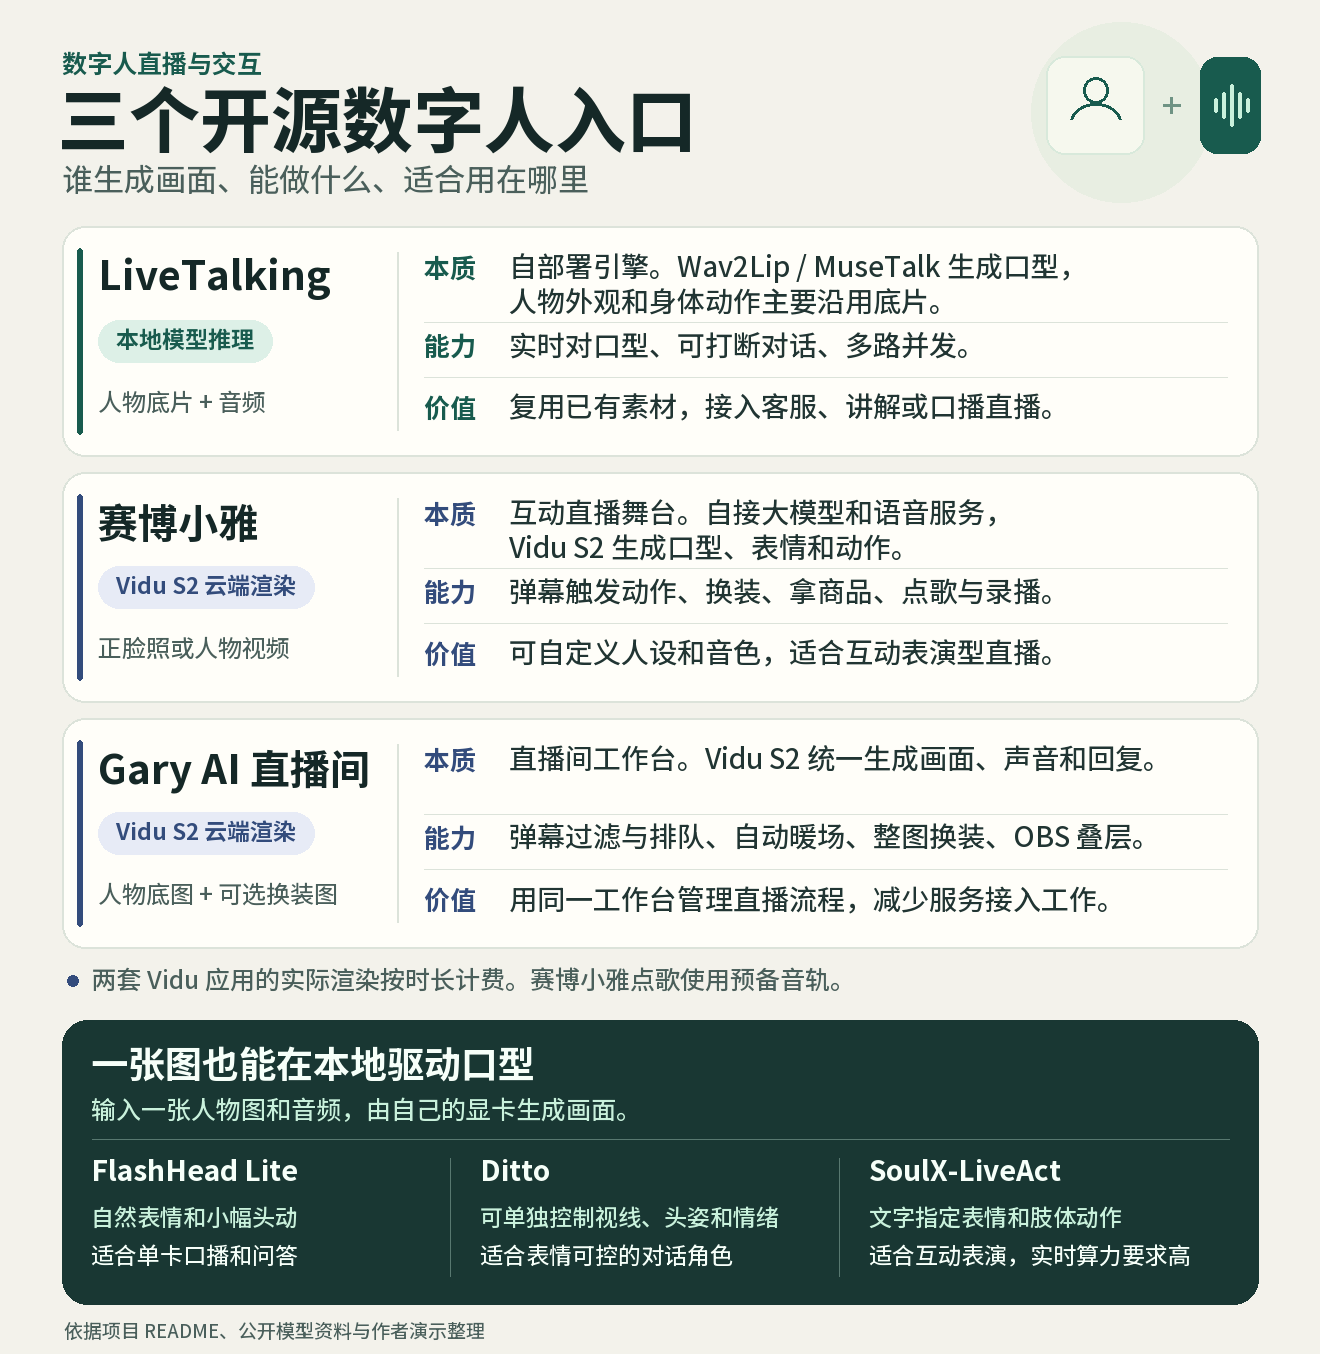 数字人直播与交互
三个开源数字人入口
谁生成画面、能做什么、适合用在哪里
+
LiveTalking
本地模型推理
人物底片 + 音频
本质
自部署引擎。Wav2Lip / MuseTalk 生成口型，
人物外观和身体动作主要沿用底片。
能力
实时对口型、可打断对话、多路并发。
价值
复用已有素材，接入客服、讲解或口播直播。
赛博小雅
Vidu S2 云端渲染
正脸照或人物视频
本质
互动直播舞台。自接大模型和语音服务，
Vidu S2 生成口型、表情和动作。
能力
弹幕触发动作、换装、拿商品、点歌与录播。
价值
可自定义人设和音色，适合互动表演型直播。
Gary AI 直播间
Vidu S2 云端渲染
人物底图 + 可选换装图
本质
直播间工作台。Vidu S2 统一生成画面、声音和回复。
能力
弹幕过滤与排队、自动暖场、整图换装、OBS 叠层。
价值
用同一工作台管理直播流程，减少服务接入工作。
两套 Vidu 应用的实际渲染按时长计费。赛博小雅点歌使用预备音轨。
一张图也能在本地驱动口型
输入一张人物图和音频，由自己的显卡生成画面。
FlashHead Lite
自然表情和小幅头动
适合单卡口播和问答
Ditto
可单独控制视线、头姿和情绪
适合表情可控的对话角色
SoulX-LiveAct
文字指定表情和肢体动作
适合互动表演，实时算力要求高
依据项目 README、公开模型资料与作者演示整理